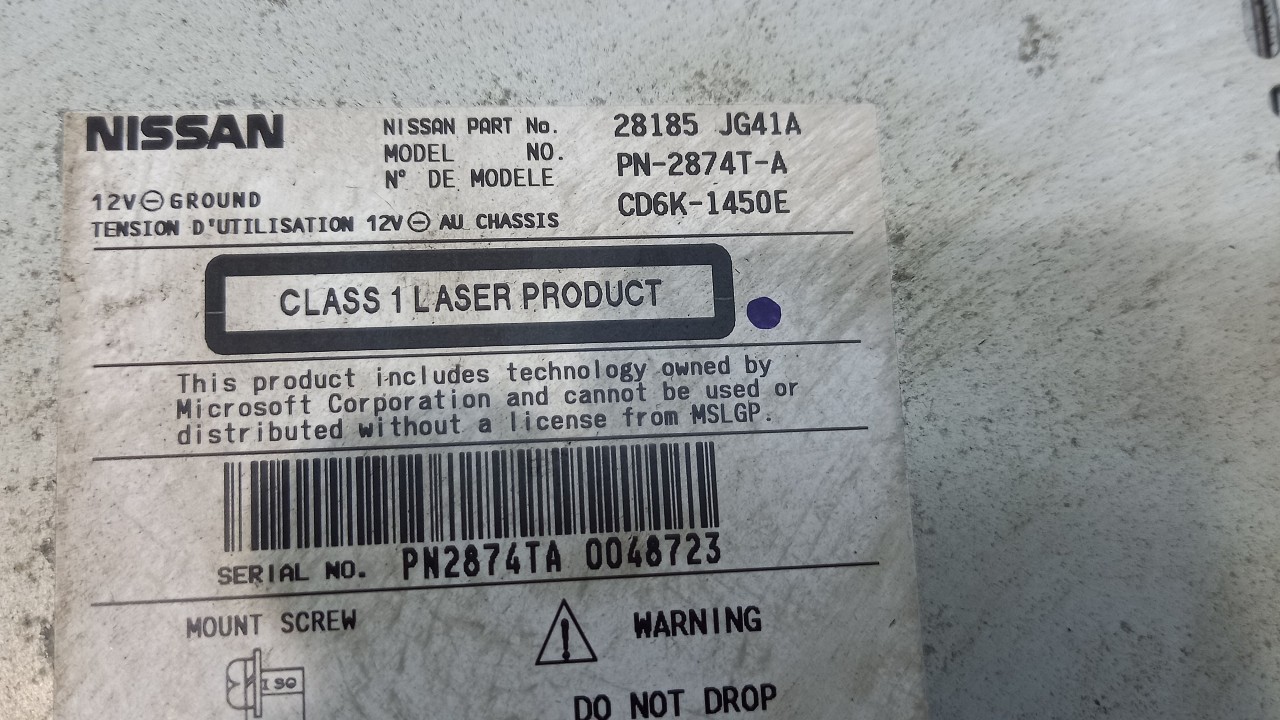 NISSAN
NISSAN PART No. 28185 JG41A
MODEL NO. PN-2874T-A
N° DE MODELE
CD6K-1450E
12V⊖GROUND
TENSION D'UTILISATION 12V⊖ AU CHASSIS
CLASS 1 LASER PRODUCT
This product includes technology owned by
Microsoft Corporation and cannot be used or
distributed without a license from MSLGP.
SERIAL NO. PN2874TA 0048723
MOUNT SCREW
ISO
WARNING
DO NOT DROP